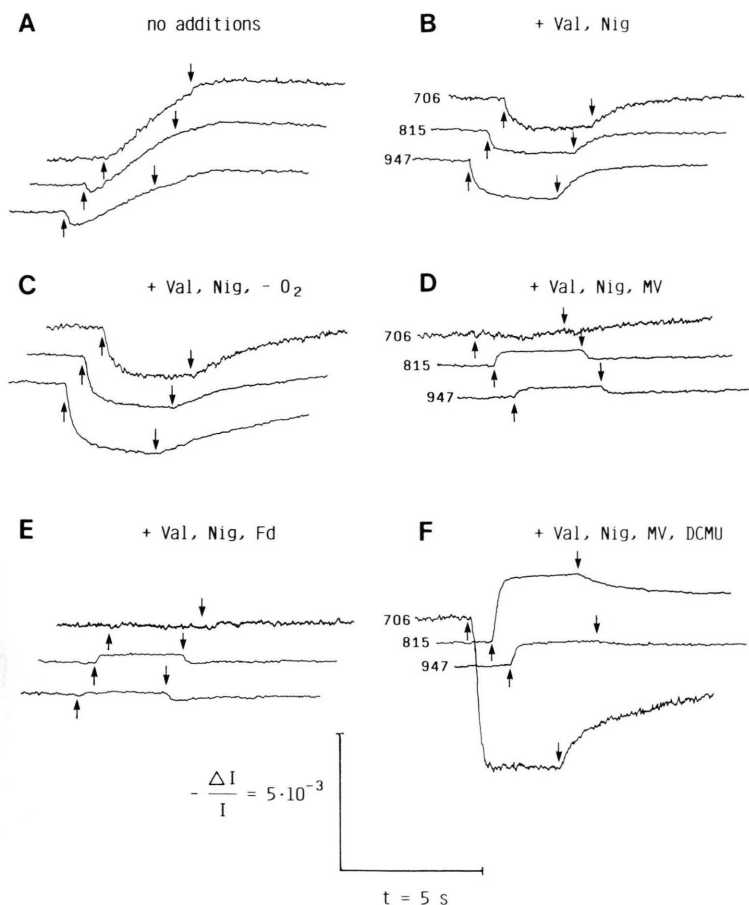 A no additions
B + Val, Nig
706
815
947
C + Val, Nig, - O2
D + Val, Nig, MV
706
815
947
E + Val, Nig, Fd
F + Val, Nig, MV, DCMU
706
815
947
- ΔI/I = 5·10⁻³
t = 5 s